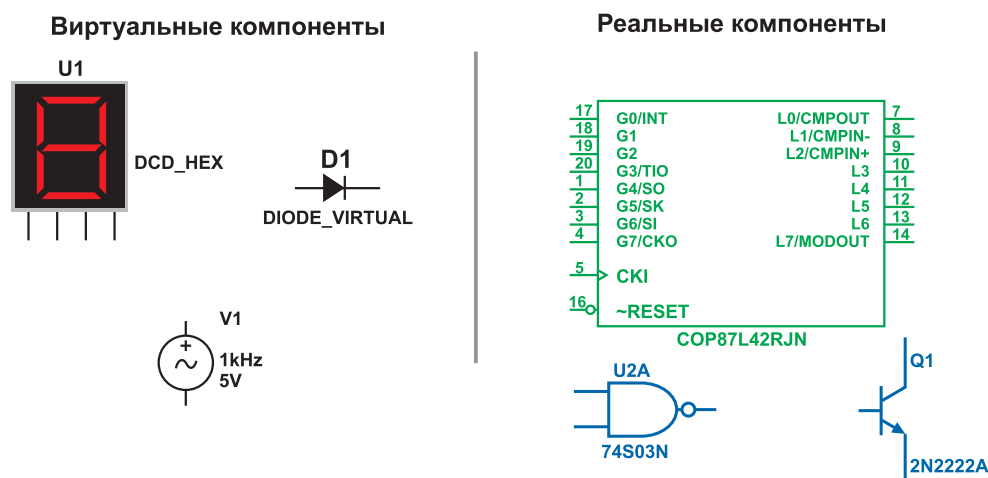 Виртуальные компоненты
U1
DCD_HEX
D1
DIODE_VIRTUAL
V1
+
1kHz
5V
Реальные компоненты
17 G0/INT L0/CMPOUT 7
18 G1 L1/CMPIN- 8
19 G2 L2/CMPIN+ 9
20 G3/TIO L3 10
1 G4/SO L4 11
2 G5/SK L5 12
3 G6/SI L6 13
4 G7/CKO L7/MODOUT 14
5 CKI
16 ~RESET
COP87L42RJN
U2A
74S03N
Q1
2N2222A